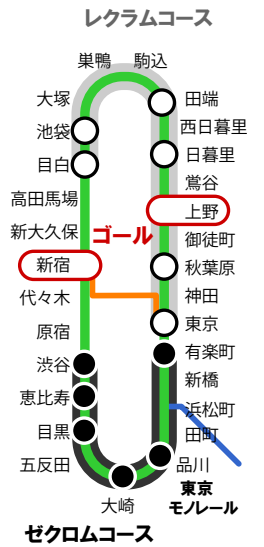 レクラムコース
巣鴨
駒込
大塚
池袋
目白
高田馬場
新大久保
新宿
代々木
原宿
渋谷
恵比寿
目黒
五反田
大崎
田端
西日暮里
日暮里
鶯谷
上野
御徒町
秋葉原
神田
東京
有楽町
新橋
浜松町
田町
品川
ゴール
東京
モノレール
ゼクロムコース